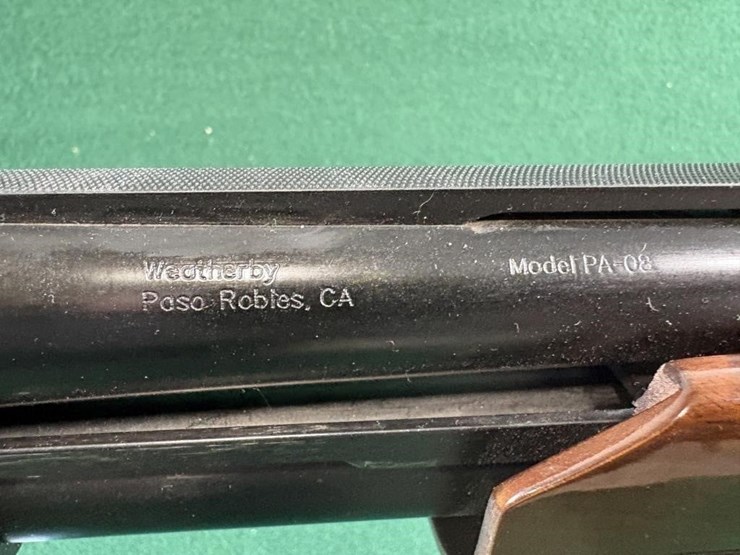 Weatherby
Paso Robles, CA
Model PA-08